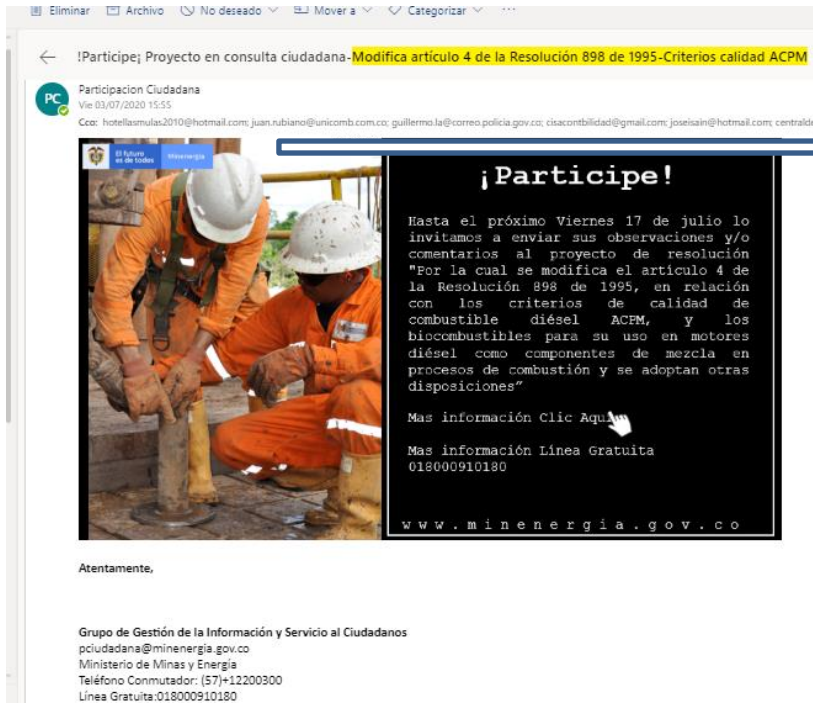 Eliminar Archivo No deseado Mover a Categorizar ...
!Participe¡ Proyecto en consulta ciudadana-Modifica artículo 4 de la Resolución 898 de 1995-Criterios calidad ACPM
PC
Participacion Ciudadana
Vie 03/07/2020 15:55
Cco: hotellasmulas2010@hotmail.com; juan.rubiano@unicomb.com.co; guillermo.la@correo.policia.gov.co; cisacontbilidad@gmail.com; joseisain@hotmail.com;
El futuro es de todos
Minenergía
¡Participe!
Hasta el próximo Viernes 17 de julio lo
invitamos a enviar sus observaciones y/o
comentarios al proyecto de resolución
"Por la cual se modifica el artículo 4 de
la Resolución 898 de 1995, en relación
con los criterios de calidad de
combustible diésel ACPM, y los
biocombustibles para su uso en motores
diésel como componentes de mezcla en
procesos de combustión y se adoptan otras
disposiciones”
Mas información Clic Aquí
Mas información Línea Gratuita
018000910180
www.minenergia.gov.co
Atentamente,
Grupo de Gestión de la Información y Servicio al Ciudadanos
pciudadana@minenergia.gov.co
Ministerio de Minas y Energía
Teléfono Conmutador: (57)+12200300
Línea Gratuita:018000910180